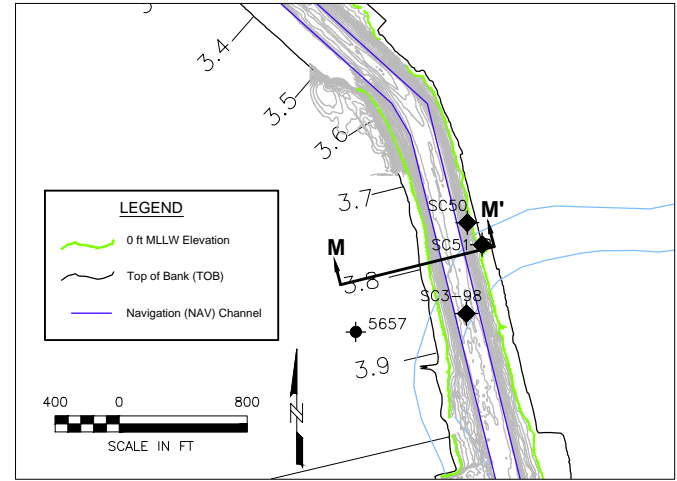 3.4
3.5
3.6
3.7
SC50
M'
SC51
M
3.8
SC3-98
5657
3.9
LEGEND
0 ft MLLW Elevation
Top of Bank (TOB)
Navigation (NAV) Channel
400 0 800
SCALE IN FT
N